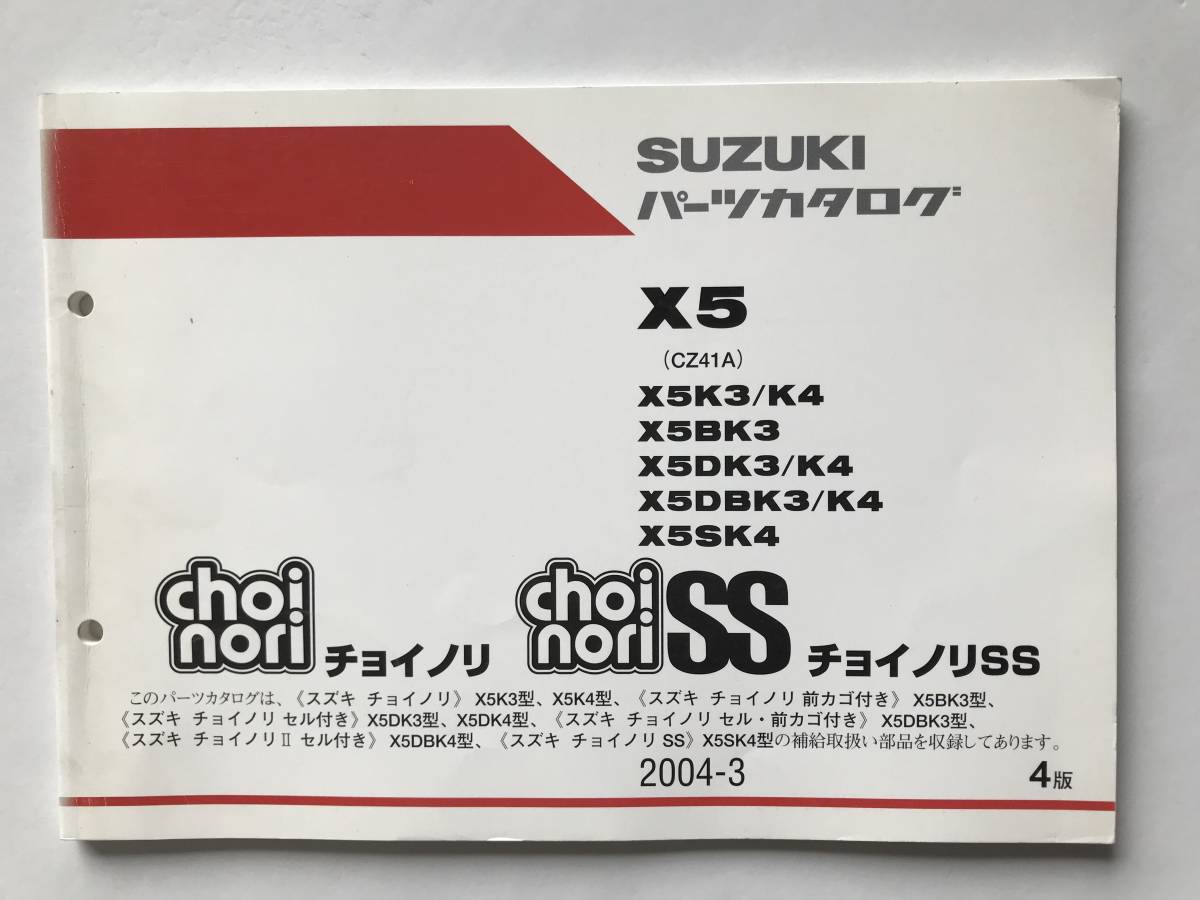 SUZUKI
パーツカタログ
X5
(CZ41A)
X5K3/K4
X5BK3
X5DK3/K4
X5DBK3/K4
X5SK4
choi nori チョイノリ choi nori SS チョイノリSS
このパーツカタログは、《スズキ チョイノリ》 X5K3型、X5K4型、《スズキ チョイノリ 前カゴ付き》 X5BK3型、
《スズキ チョイノリ セル付き》 X5DK3型、X5DK4型、《スズキ チョイノリ セル・前カゴ付き》 X5DBK3型、
《スズキ チョイノリⅡ セル付き》 X5DBK4型、《スズキ チョイノリ SS》 X5SK4型の補給取扱い部品を収録してあります。
2004-3 4版